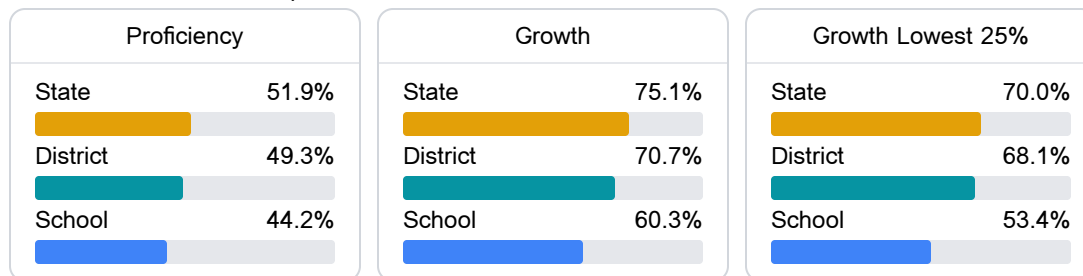 Proficiency
State 51.9%
District 49.3%
School 44.2%
Growth
State 75.1%
District 70.7%
School 60.3%
Growth Lowest 25%
State 70.0%
District 68.1%
School 53.4%